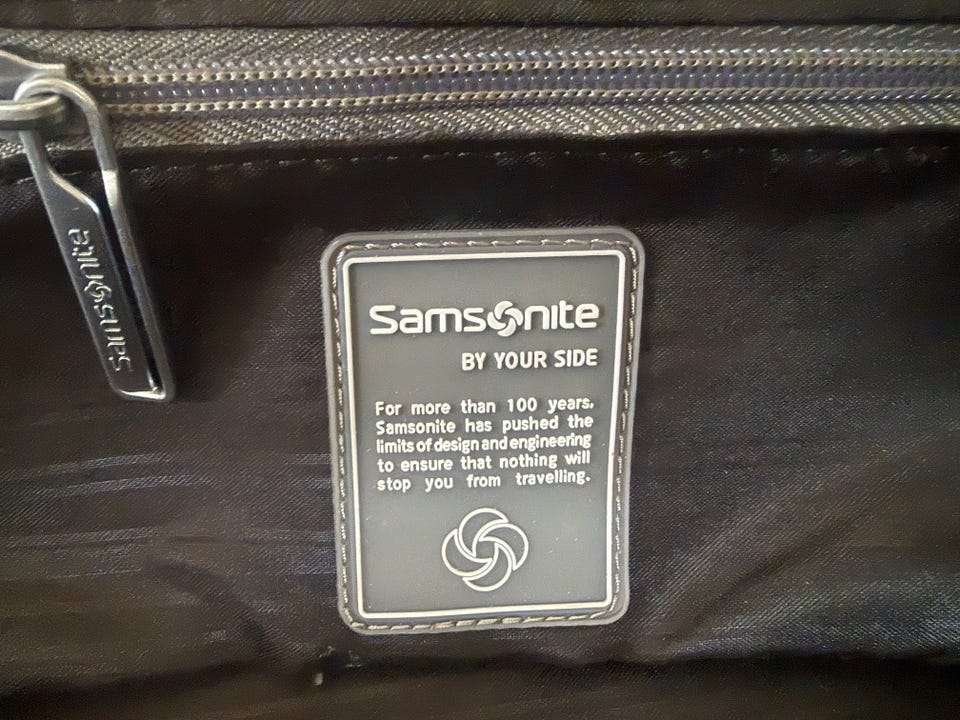 Samsonite
Samsonite
BY YOUR SIDE
For more than 100 years,
Samsonite has pushed the
limits of design and engineering
to ensure that nothing will
stop you from travelling.